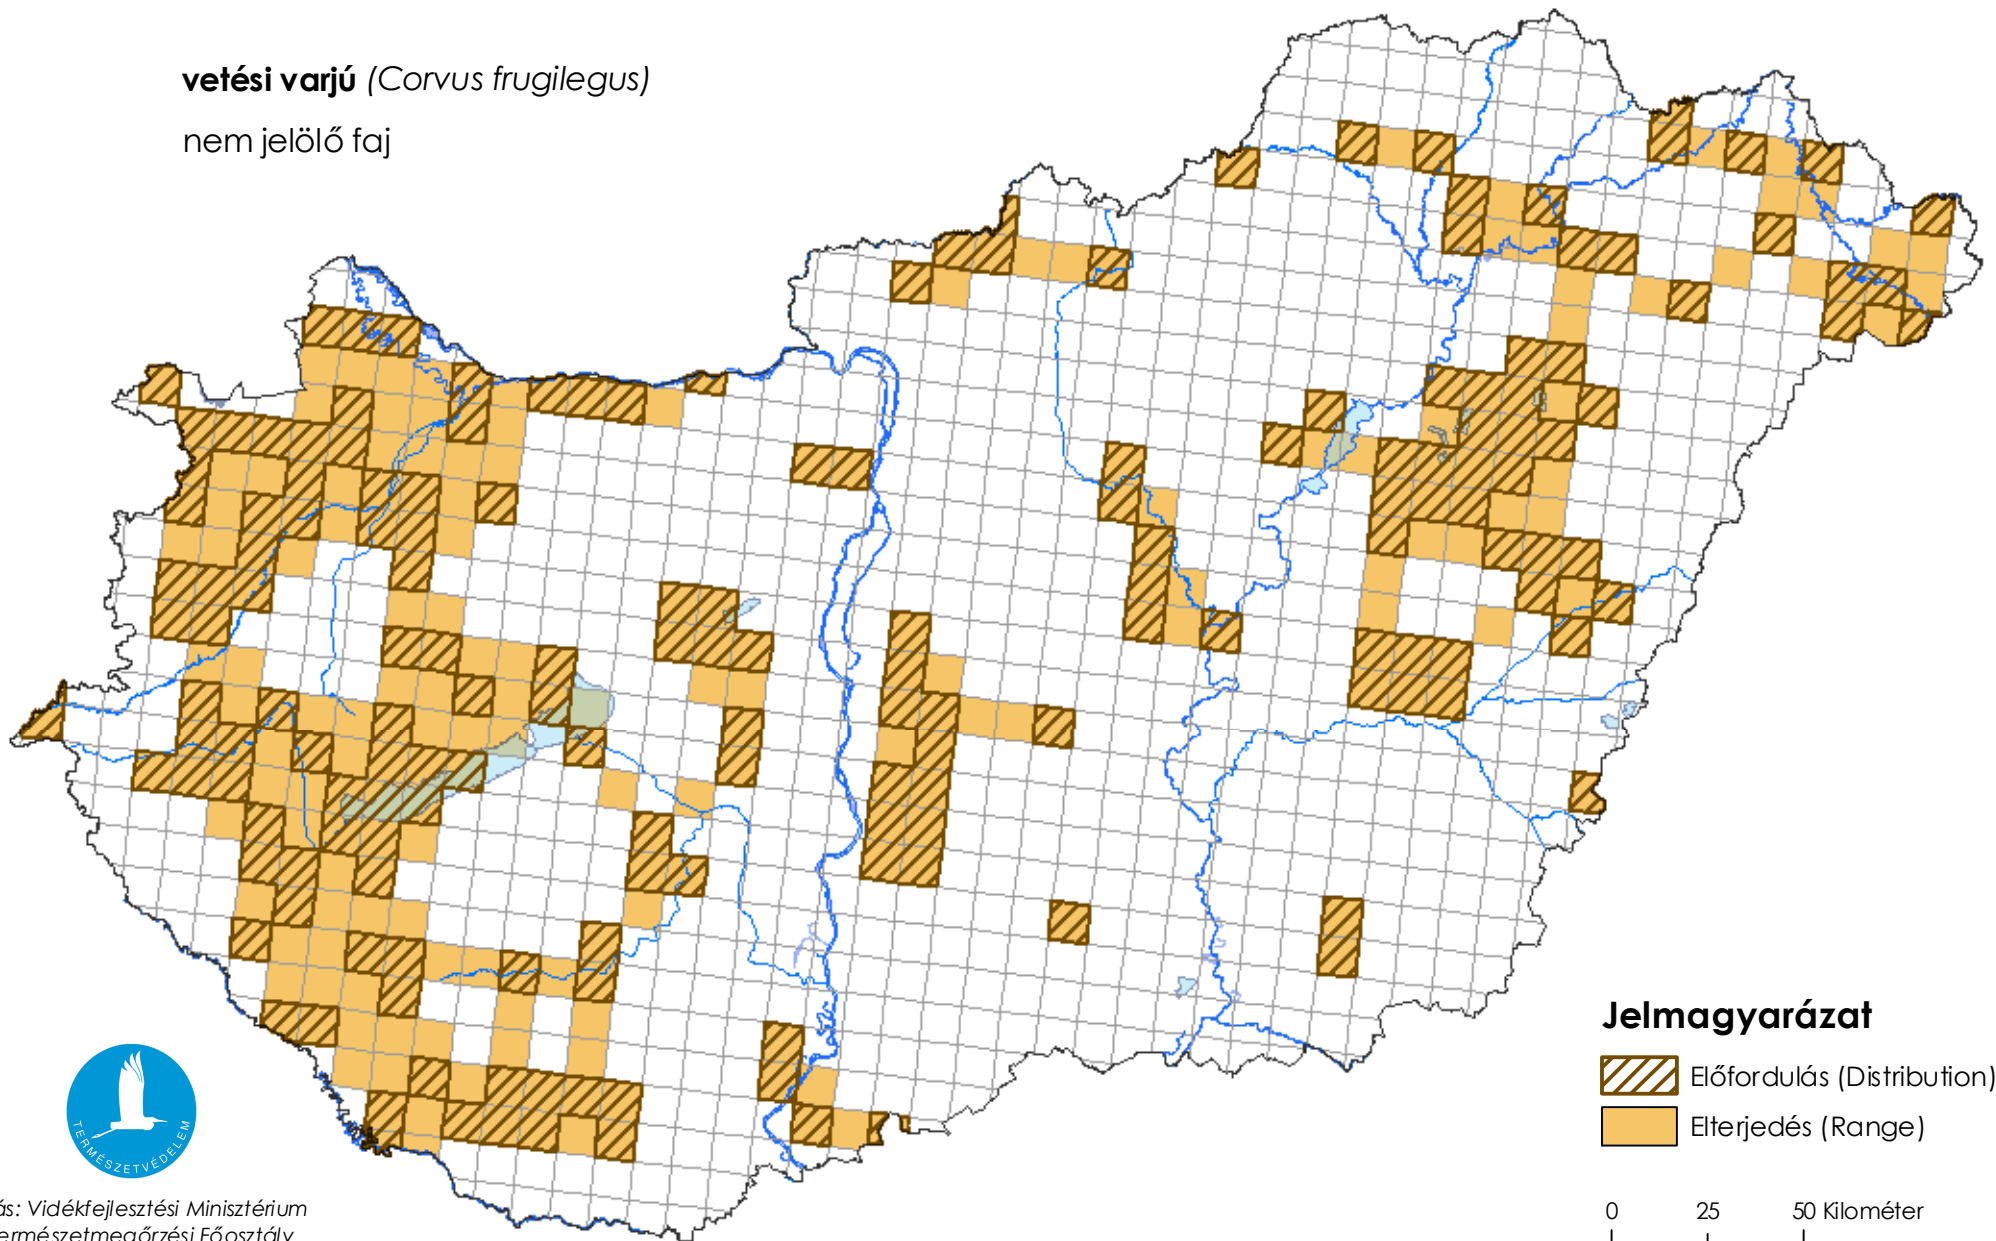 vetési varjú (Corvus frugilegus)
nem jelölő faj
Jelmagyarázat
Előfordulás (Distribution)
Elterjedés (Range)
0 25 50 Kilométer
TERMÉSZETVÉDELEM
Vidékfejlesztési Minisztérium